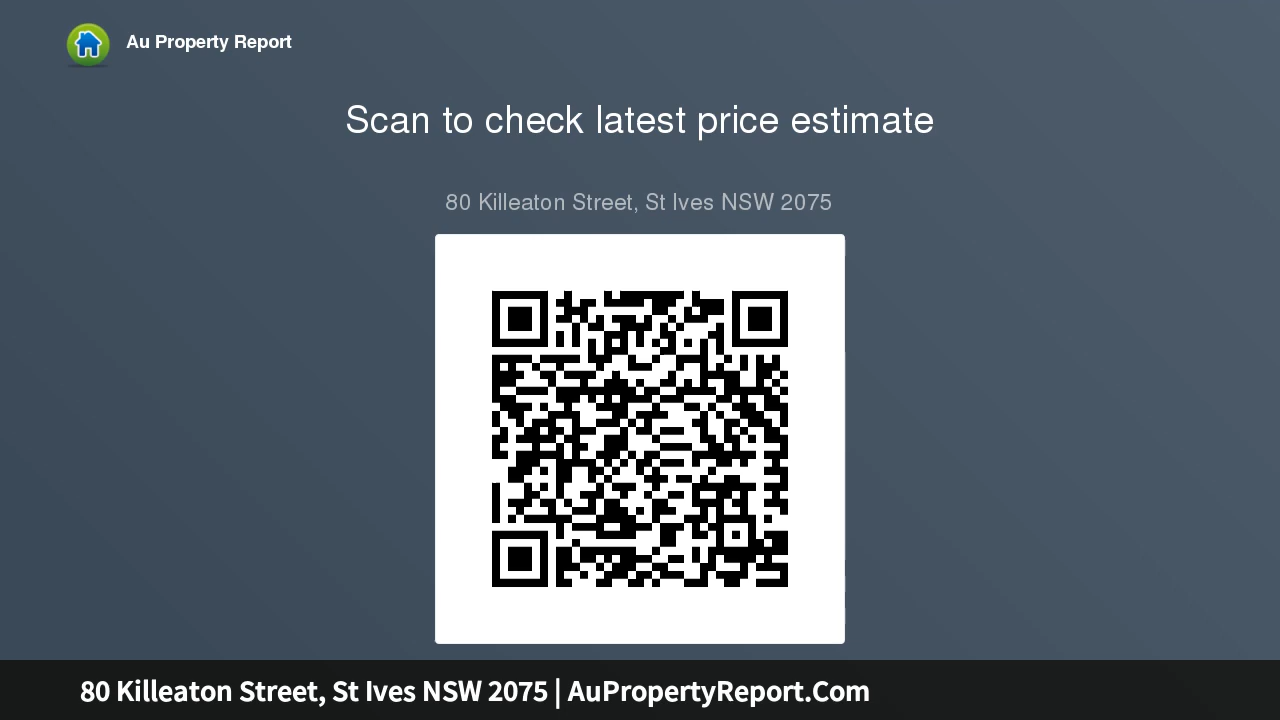 Au Property Report
Scan to check latest price estimate
80 Killeaton Street, St Ives NSW 2075
80 Killeaton Street, St Ives NSW 2075 | AuPropertyReport.Com